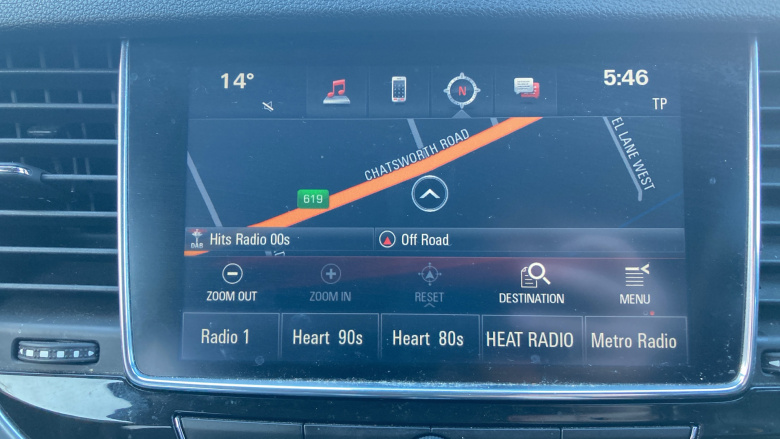 14°
N
5:46
TP
CHATSWORTH ROAD
EL LANE WEST
619
DAB
Hits Radio 00s
Off Road
ZOOM OUT
ZOOM IN
RESET
DESTINATION
MENU
Radio 1
Heart 90s
Heart 80s
HEAT RADIO
Metro Radio